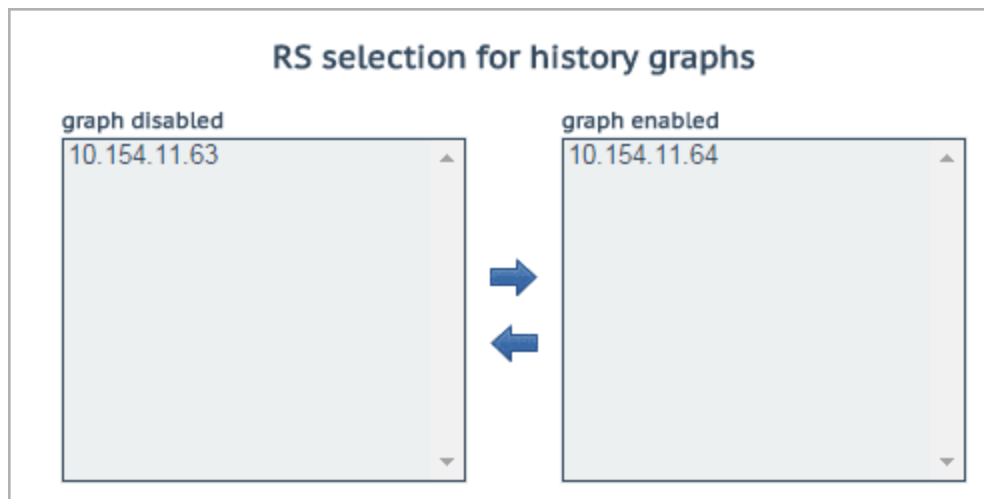 RS selection for history graphs
graph disabled
10.154.11.63
graph enabled
10.154.11.64